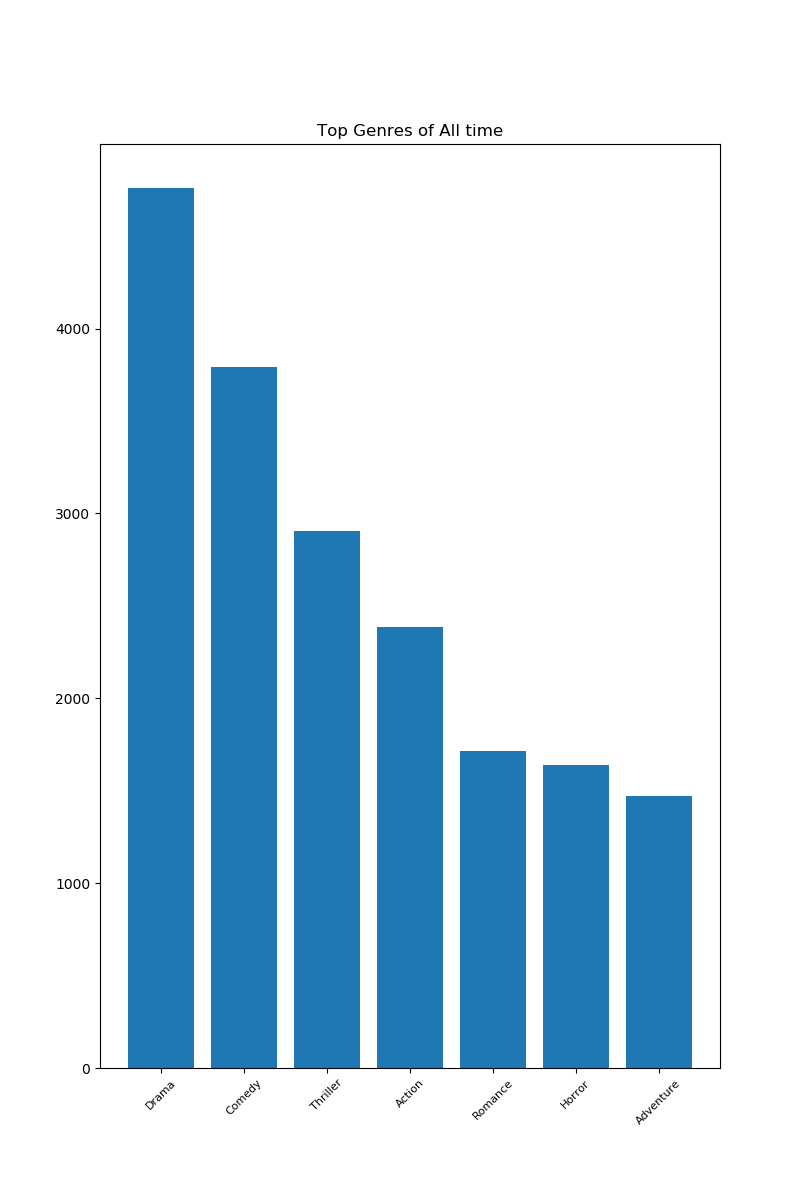 Top Genres of All time
4000
3000
2000
1000
0
Drama
Comedy
Thriller
Action
Romance
Horror
Adventure